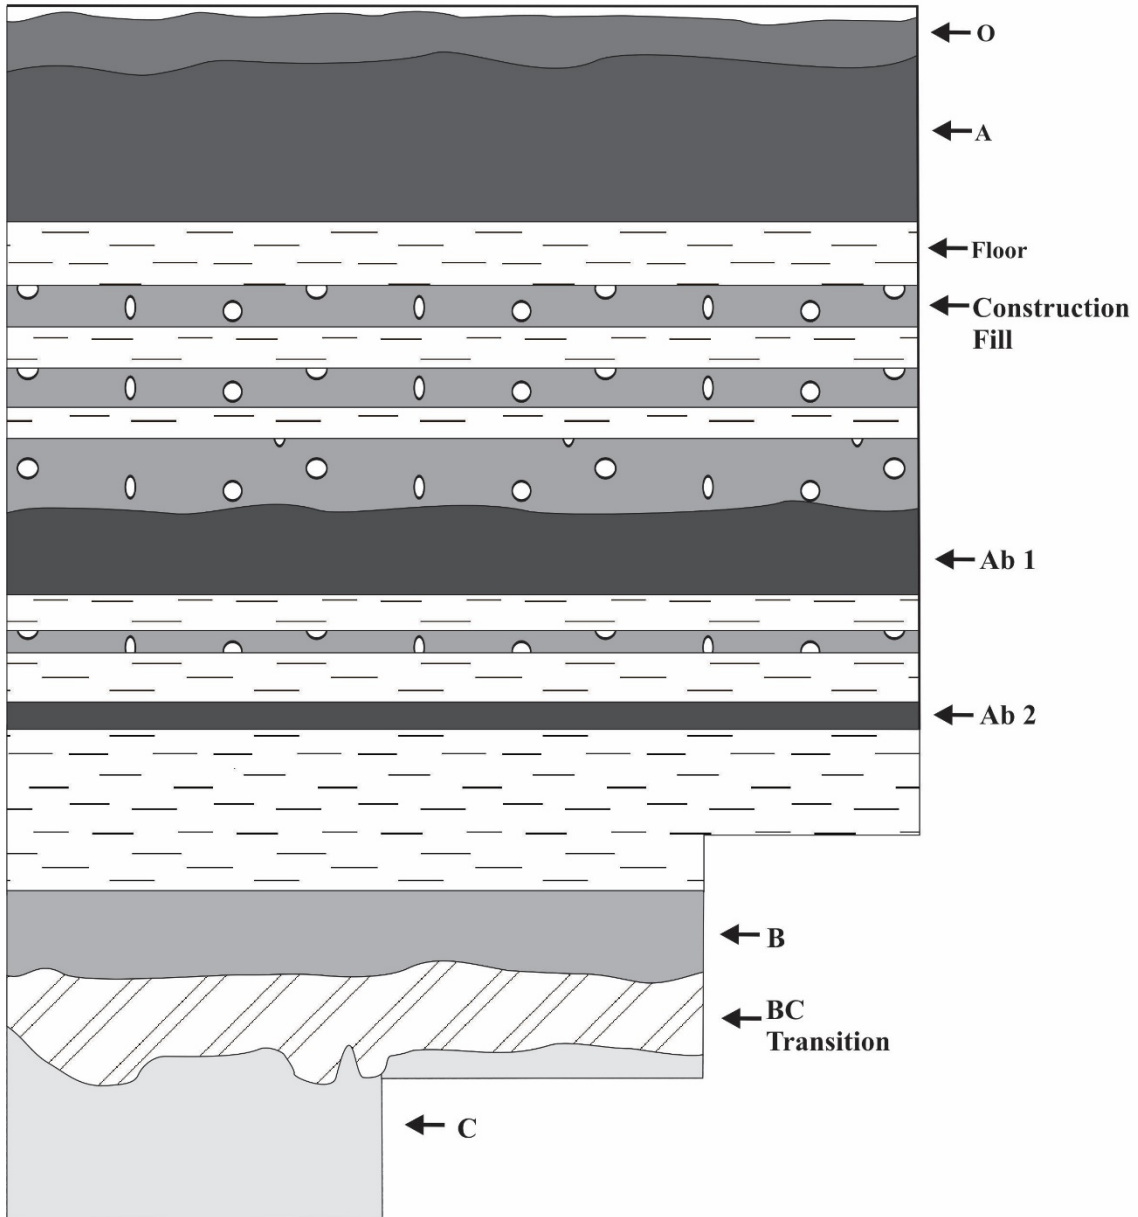 O
A
Floor
Construction
Fill
Ab 1
Ab 2
B
BC
Transition
C